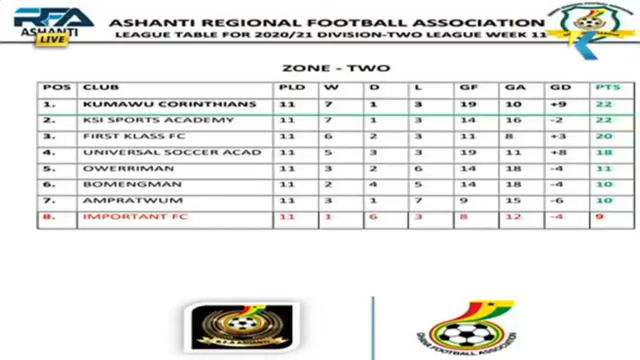 RFA
ASHANTI
LIVE
ASHANTI REGIONAL FOOTBALL ASSOCIATION
LEAGUE TABLE FOR 2020/21 DIVISION-TWO LEAGUE WEEK 11
ZONE - TWO
POS CLUB PLD W D L GF GA GD PTS
1. KUMAWU CORINTHIANS 11 7 1 3 19 10 +9 22
2. KSI SPORTS ACADEMY 11 7 1 3 14 16 -2 22
3. FIRST KLASS FC 11 6 2 3 11 8 +3 20
4. UNIVERSAL SOCCER ACAD 11 5 3 3 19 11 +8 18
5. OWERRIMAN 11 3 2 6 14 18 -4 11
6. BOMENGMAN 11 2 4 5 14 18 -4 10
7. AMPRATWUM 11 3 1 7 9 15 -6 10
8. IMPORTANT FC 11 1 6 3 8 12 -4 9
R.F.A ASHANTI
GHANA FOOTBALL ASSOCIATION